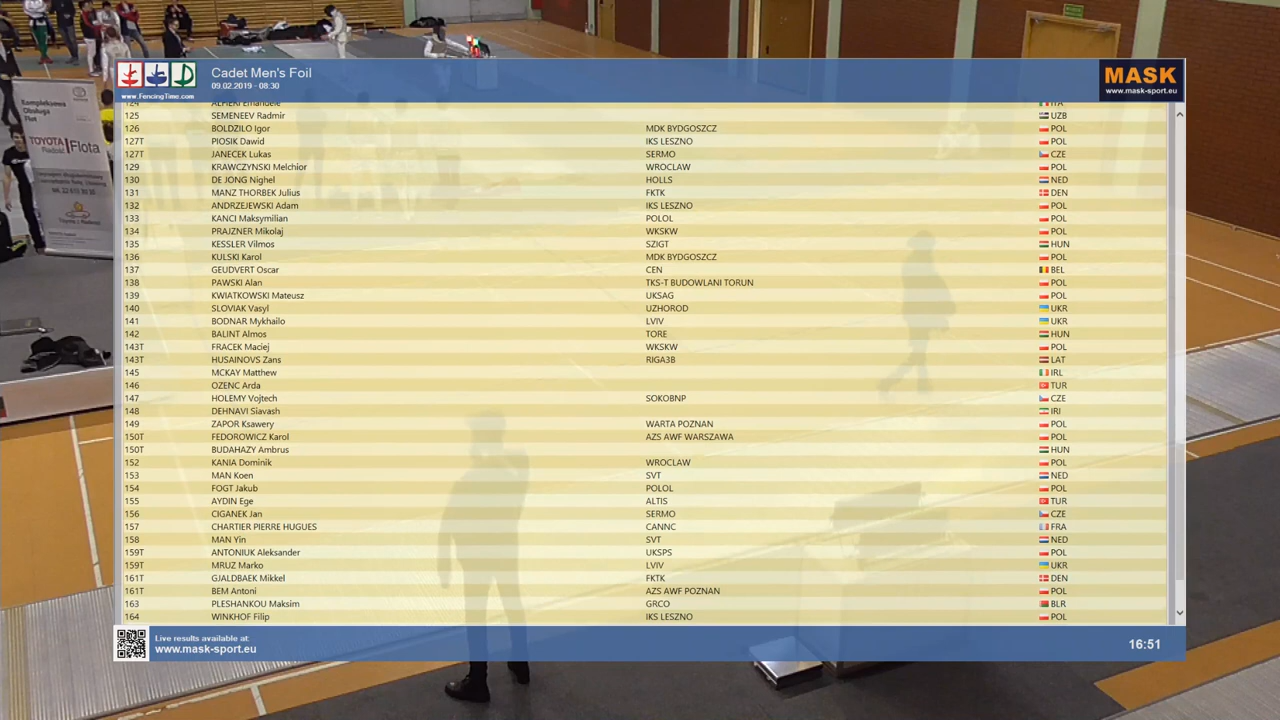 Cadet Men's Foil
09.02.2019 - 08:30
www.FencingTime.com
MASK
www.mask-sport.eu
Kompleksowa
Obsługa
Flot
TOYOTA Flota
124 ALFIERI Emanuele ITA
125 SEMENEEV Radmir UZB
126 BOLDZILO Igor MDK BYDGOSZCZ POL
127T PIOSIK Dawid IKS LESZNO POL
127T JANECEK Lukas SERMO CZE
129 KRAWCZYNSKI Melchior WROCLAW POL
130 DE JONG Nighel HOLLS NED
131 MANZ THORBEK Julius FKTK DEN
132 ANDRZEJEWSKI Adam IKS LESZNO POL
133 KANCI Maksymilian POLOL POL
134 PRAJZNER Mikolaj WKSKW POL
135 KESSLER Vilmos SZIGT HUN
136 KULSKI Karol MDK BYDGOSZCZ POL
137 GEUDVERT Oscar CEN BEL
138 PAWSKI Alan TKS-T BUDOWLANI TORUN POL
139 KWIATKOWSKI Mateusz UKSAG POL
140 SLOVIAK Vasyl UZHOROD UKR
141 BODNAR Mykhailo LVIV UKR
142 BALINT Almos TORE HUN
143T FRACEK Maciej WKSKW POL
143T HUSAINOVS Zans RIGA3B LAT
145 MCKAY Matthew IRL
146 OZENC Arda TUR
147 HOLEMY Vojtech SOKOBNP CZE
148 DEHNAVI Siavash IRI
149 ZAPOR Ksawery WARTA POZNAN POL
150T FEDOROWICZ Karol AZS AWF WARSZAWA POL
150T BUDAHAZY Ambrus HUN
152 KANIA Dominik WROCLAW POL
153 MAN Koen SVT NED
154 FOGT Jakub POLOL POL
155 AYDIN Ege ALTIS TUR
156 CIGANEK Jan SERMO CZE
157 CHARTIER PIERRE HUGUES CANNC FRA
158 MAN Yin SVT NED
159T ANTONIUK Aleksander UKSPS POL
159T MRUZ Marko LVIV UKR
161T GJALDBAEK Mikkel FKTK DEN
161T BEM Antoni AZS AWF POZNAN POL
163 PLESHANKOU Maksim GRCO BLR
164 WINKHOF Filip IKS LESZNO POL
Live results available at:
www.mask-sport.eu
16:51